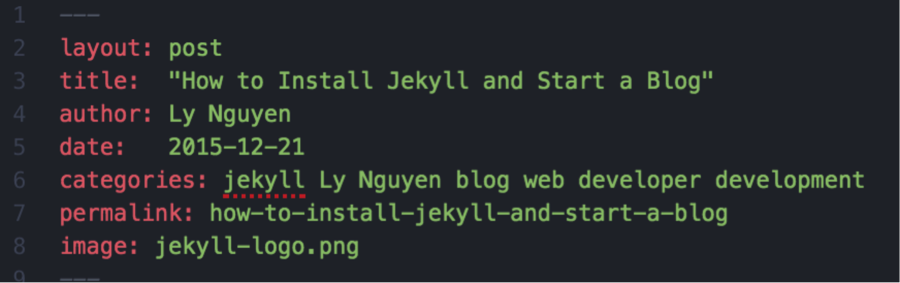 1 ---
2 layout: post
3 title:  "How to Install Jekyll and Start a Blog"
4 author: Ly Nguyen
5 date:   2015-12-21
6 categories: jekyll Ly Nguyen blog web developer development
7 permalink: how-to-install-jekyll-and-start-a-blog
8 image: jekyll-logo.png
9 ---